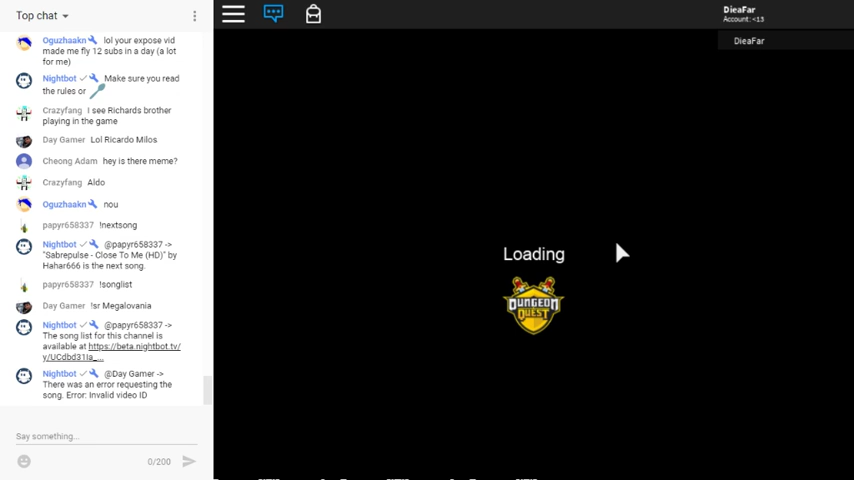 Top chat
Oguzhaakn lol your expose vid
made me fly 12 subs in a day (a lot
for me)
Nightbot Make sure you read
the rules or
Crazyfang I see Richards brother
playing in the game
Day Gamer Lol Ricardo Milos
Cheong Adam hey is there meme?
Crazyfang Aldo
Oguzhaakn nou
papyr658337 !nextsong
Nightbot @papyr658337 ->
"Sabrepulse - Close To Me (HD)" by
Hahar666 is the next song.
papyr658337 !songlist
Day Gamer !sr Megalovania
Nightbot @papyr658337 ->
The song list for this channel is
available at https://beta.nightbot.tv/
y/UCdbd31Ia_...
Nightbot @Day Gamer ->
There was an error requesting the
song. Error: Invalid video ID
Say something...
0/200
DieaFar
Account: <13
DieaFar
Loading
DUNGEON
QUEST